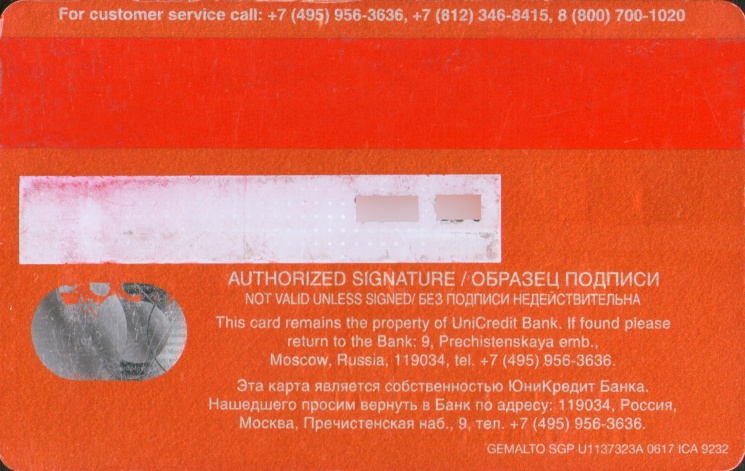 For customer service call: +7 (495) 956-3636, +7 (812) 346-8415, 8 (800) 700-1020
AUTHORIZED SIGNATURE / ОБРАЗЕЦ ПОДПИСИ
NOT VALID UNLESS SIGNED/ БЕЗ ПОДПИСИ НЕДЕЙСТВИТЕЛЬНА
This card remains the property of UniCredit Bank. If found please
return to the Bank: 9, Prechistenskaya emb.,
Moscow, Russia, 119034, tel. +7 (495) 956-3636.
Эта карта является собственностью ЮниКредит Банка.
Нашедшего просим вернуть в Банк по адресу: 119034, Россия,
Москва, Пречистенская наб., 9, тел. +7 (495) 956-3636.
GEMALTO SGP U1137323A 0617 ICA 9232